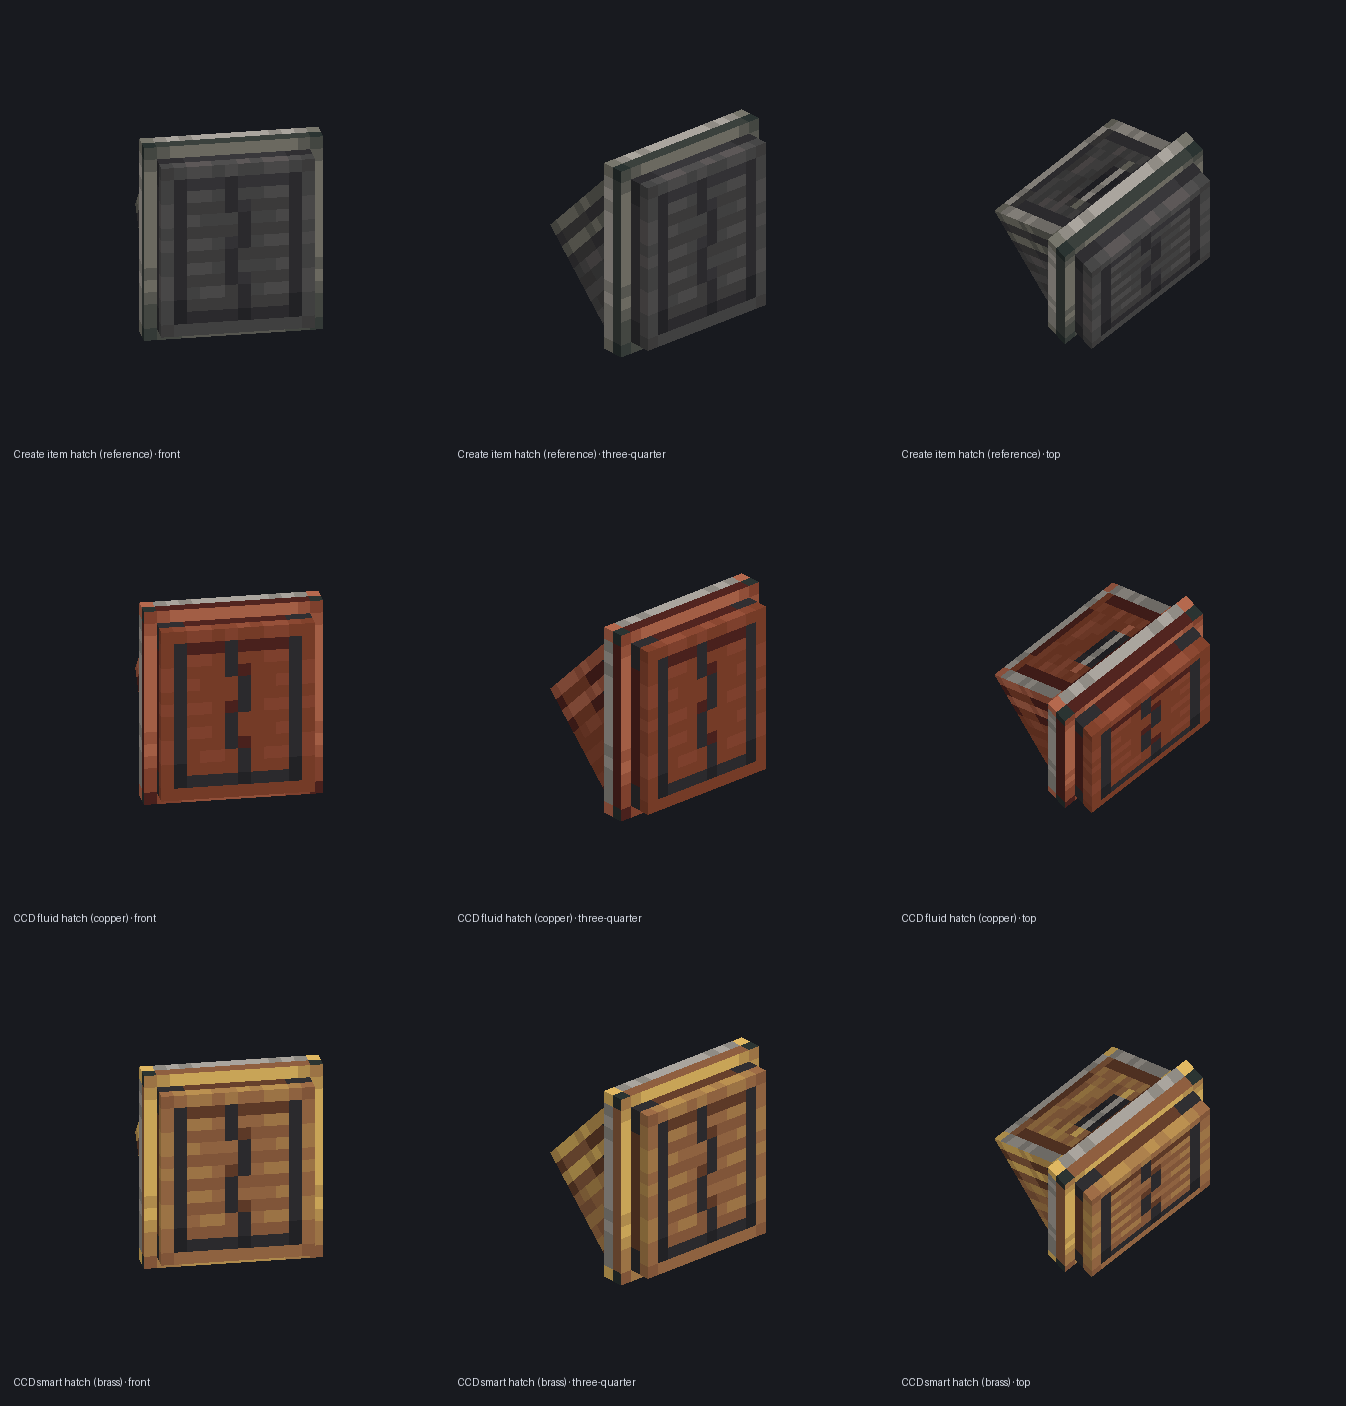 Create item hatch (reference) · front
Create item hatch (reference) · three-quarter
Create item hatch (reference) · top
CCD fluid hatch (copper) · front
CCD fluid hatch (copper) · three-quarter
CCD fluid hatch (copper) · top
CCD smart hatch (brass) · front
CCD smart hatch (brass) · three-quarter
CCD smart hatch (brass) · top